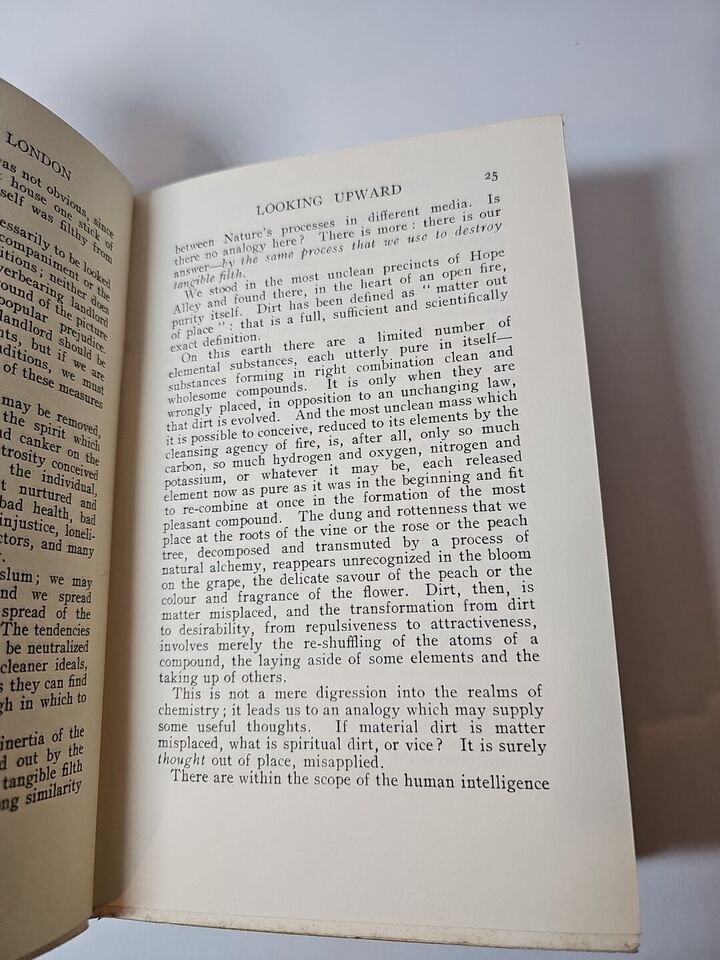 LONDON
was not obvious, since
house one stick of
self was filthy from
essarily to be looked
companiment or the
itions; neither does
verbearing landlord
ound of the picture
popular prejudice.
landlord should be
nts, but if we are
nditions, we must
of these measures
may be removed,
the spirit which
nd canker on the
trosity conceived
the individual,
t nurtured and
bad health, bad
injustice, loneli-
ctors, and many
slum; we may
nd we spread
spread of the
The tendencies
be neutralized
cleaner ideals,
s they can find
gh in which to
inertia of the
d out by the
tangible filth
ng similarity
LOOKING UPWARD 25
between Nature's processes in different media. Is
there no analogy here? There is more: there is our
answer—by the same process that we use to destroy
tangible filth.
We stood in the most unclean precincts of Hope
Alley and found there, in the heart of an open fire,
purity itself. Dirt has been defined as "matter out
of place": that is a full, sufficient and scientifically
exact definition.
On this earth there are a limited number of
elemental substances, each utterly pure in itself—
substances forming in right combination clean and
wholesome compounds. It is only when they are
wrongly placed, in opposition to an unchanging law,
that dirt is evolved. And the most unclean mass which
it is possible to conceive, reduced to its elements by the
cleansing agency of fire, is, after all, only so much
carbon, so much hydrogen and oxygen, nitrogen and
potassium, or whatever it may be, each released
element now as pure as it was in the beginning and fit
to re-combine at once in the formation of the most
pleasant compound. The dung and rottenness that we
place at the roots of the vine or the rose or the peach
tree, decomposed and transmuted by a process of
natural alchemy, reappears unrecognized in the bloom
on the grape, the delicate savour of the peach or the
colour and fragrance of the flower. Dirt, then, is
matter misplaced, and the transformation from dirt
to desirability, from repulsiveness to attractiveness,
involves merely the re-shuffling of the atoms of a
compound, the laying aside of some elements and the
taking up of others.
This is not a mere digression into the realms of
chemistry; it leads us to an analogy which may supply
some useful thoughts. If material dirt is matter
misplaced, what is spiritual dirt, or vice? It is surely
thought out of place, misapplied.
There are within the scope of the human intelligence